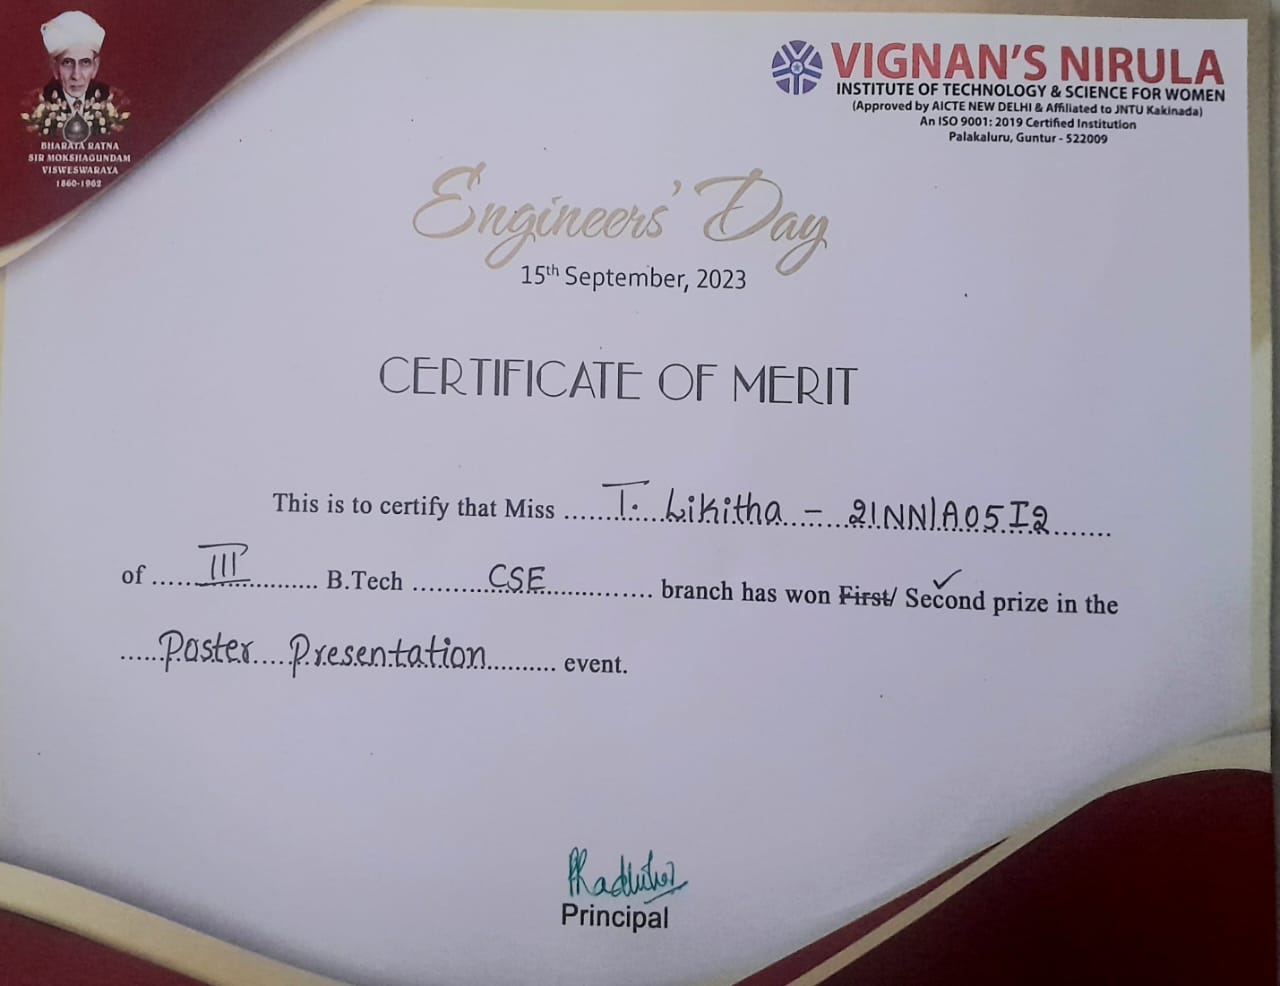 BHARATA RATNA
SIR MOKSHAGUNDAM
VISWESWARAYA
1860-1962
VIGNAN'S NIRULA
INSTITUTE OF TECHNOLOGY & SCIENCE FOR WOMEN
(Approved by AICTE NEW DELHI & Affiliated to JNTU Kakinada)
An ISO 9001: 2019 Certified Institution
Palakaluru, Guntur - 522009
Engineers' Day
15th September, 2023
CERTIFICATE OF MERIT
This is to certify that Miss ...... T. Likitha - 21NN1A05I2 ......
of ...... III ...... B.Tech ...... CSE ...... branch has won First/ Second prize in the
..... Poster Presentation ..... event.
Principal